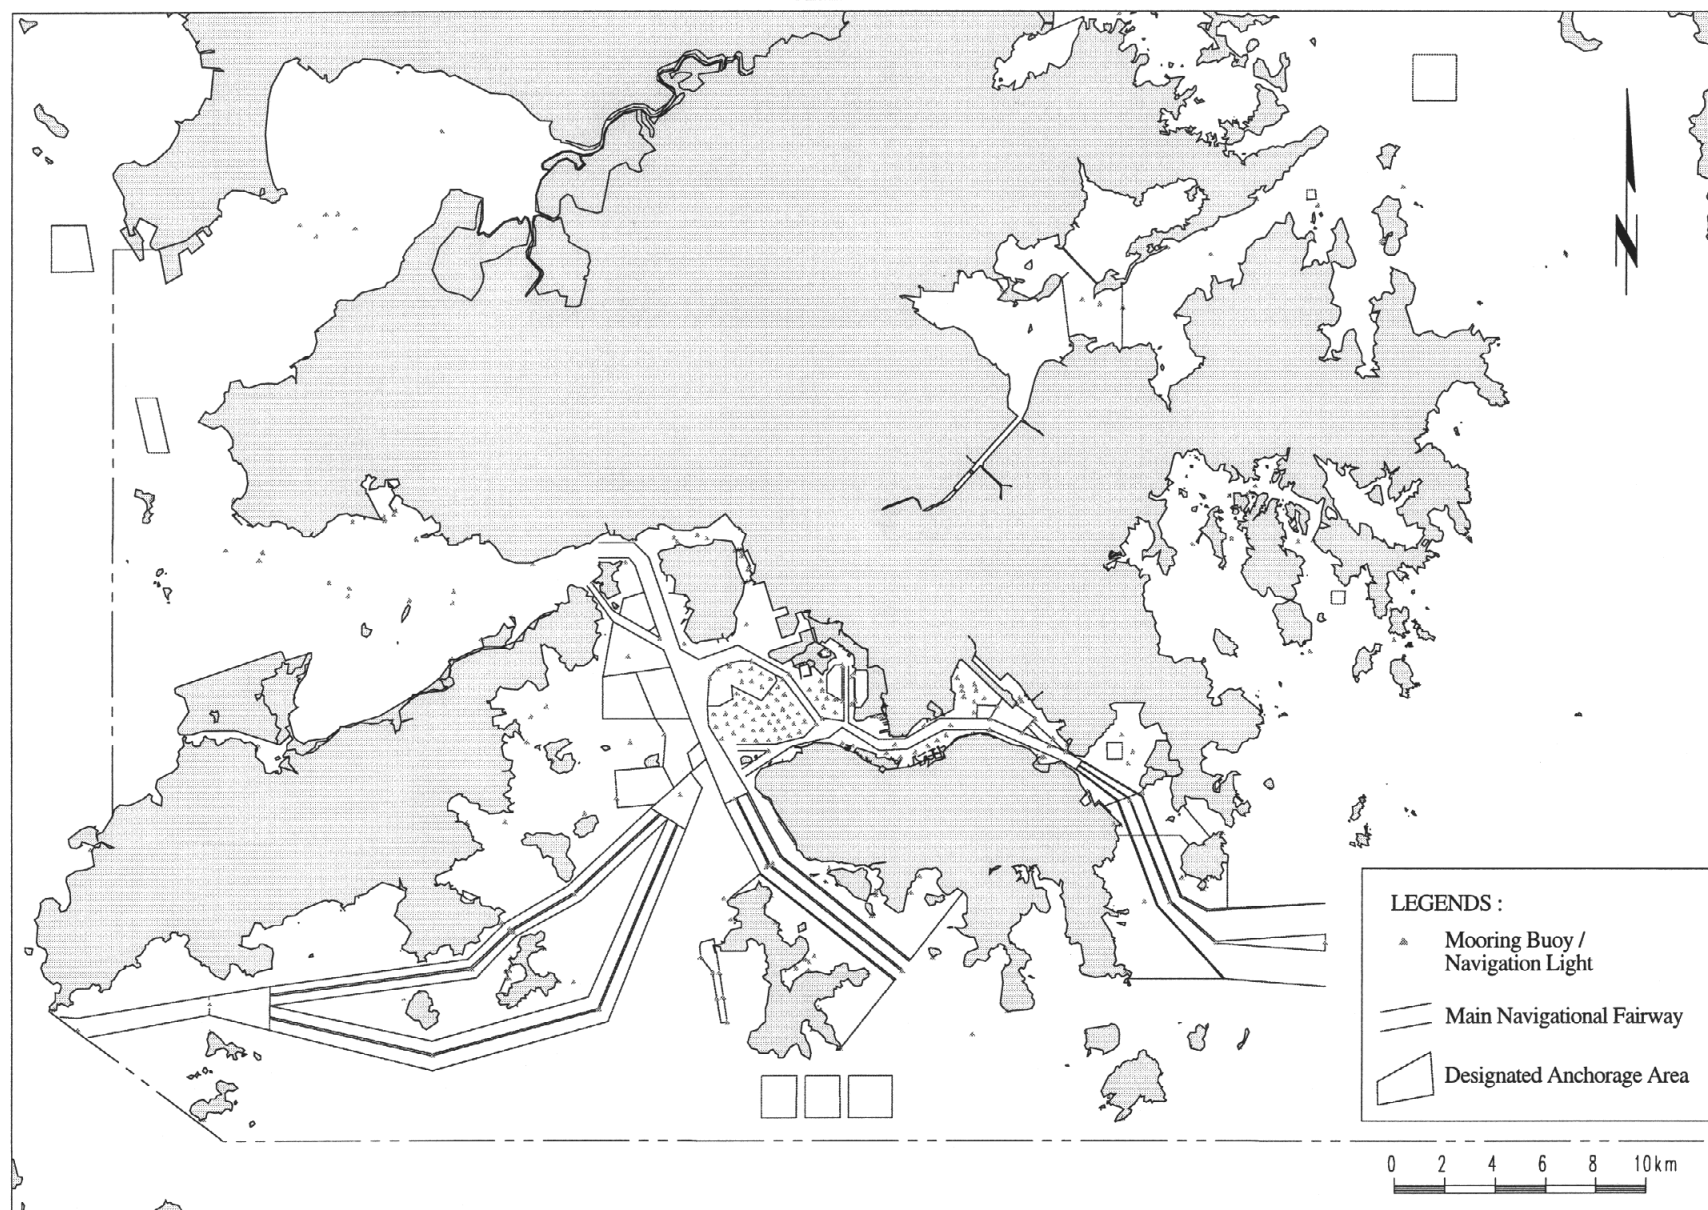 LEGENDS :
Mooring Buoy /
Navigation Light
Main Navigational Fairway
Designated Anchorage Area
0 2 4 6 8 10km
N